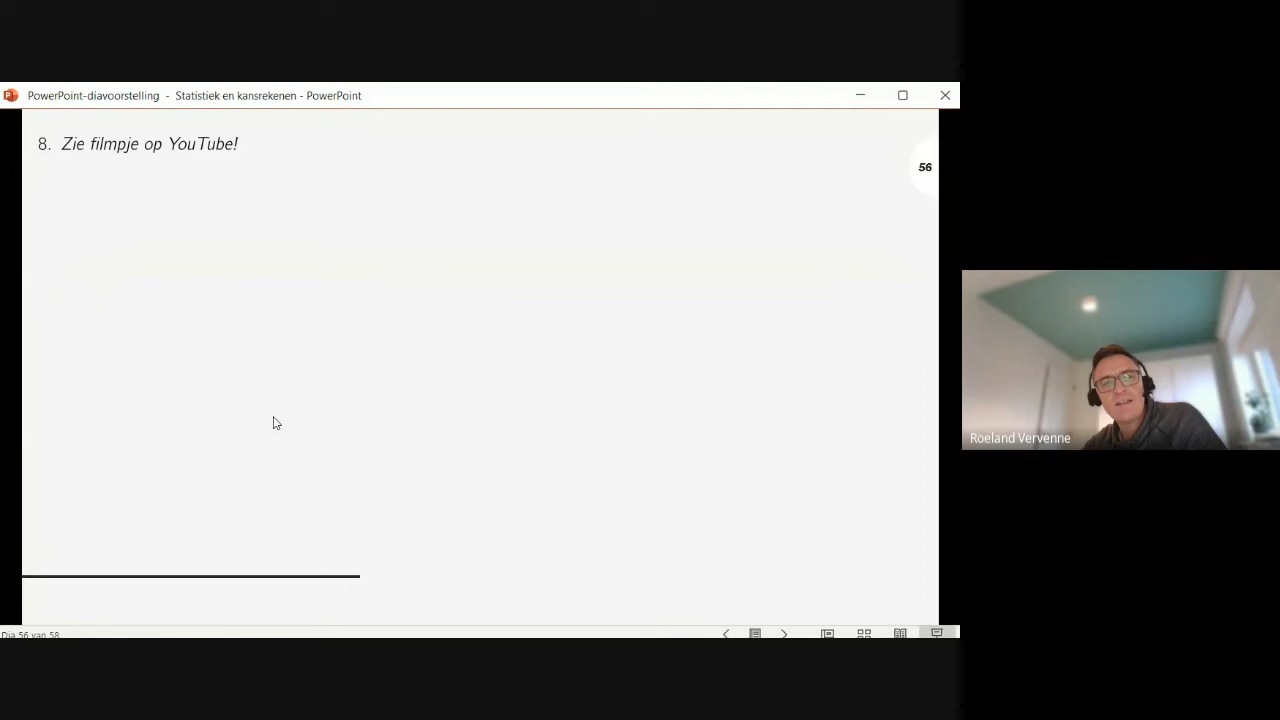 PowerPoint-diavoorstelling - Statistiek en kansrekenen - PowerPoint
8. Zie filmpje op YouTube!
56
Roeland Vervenne
Dia 56 van 58